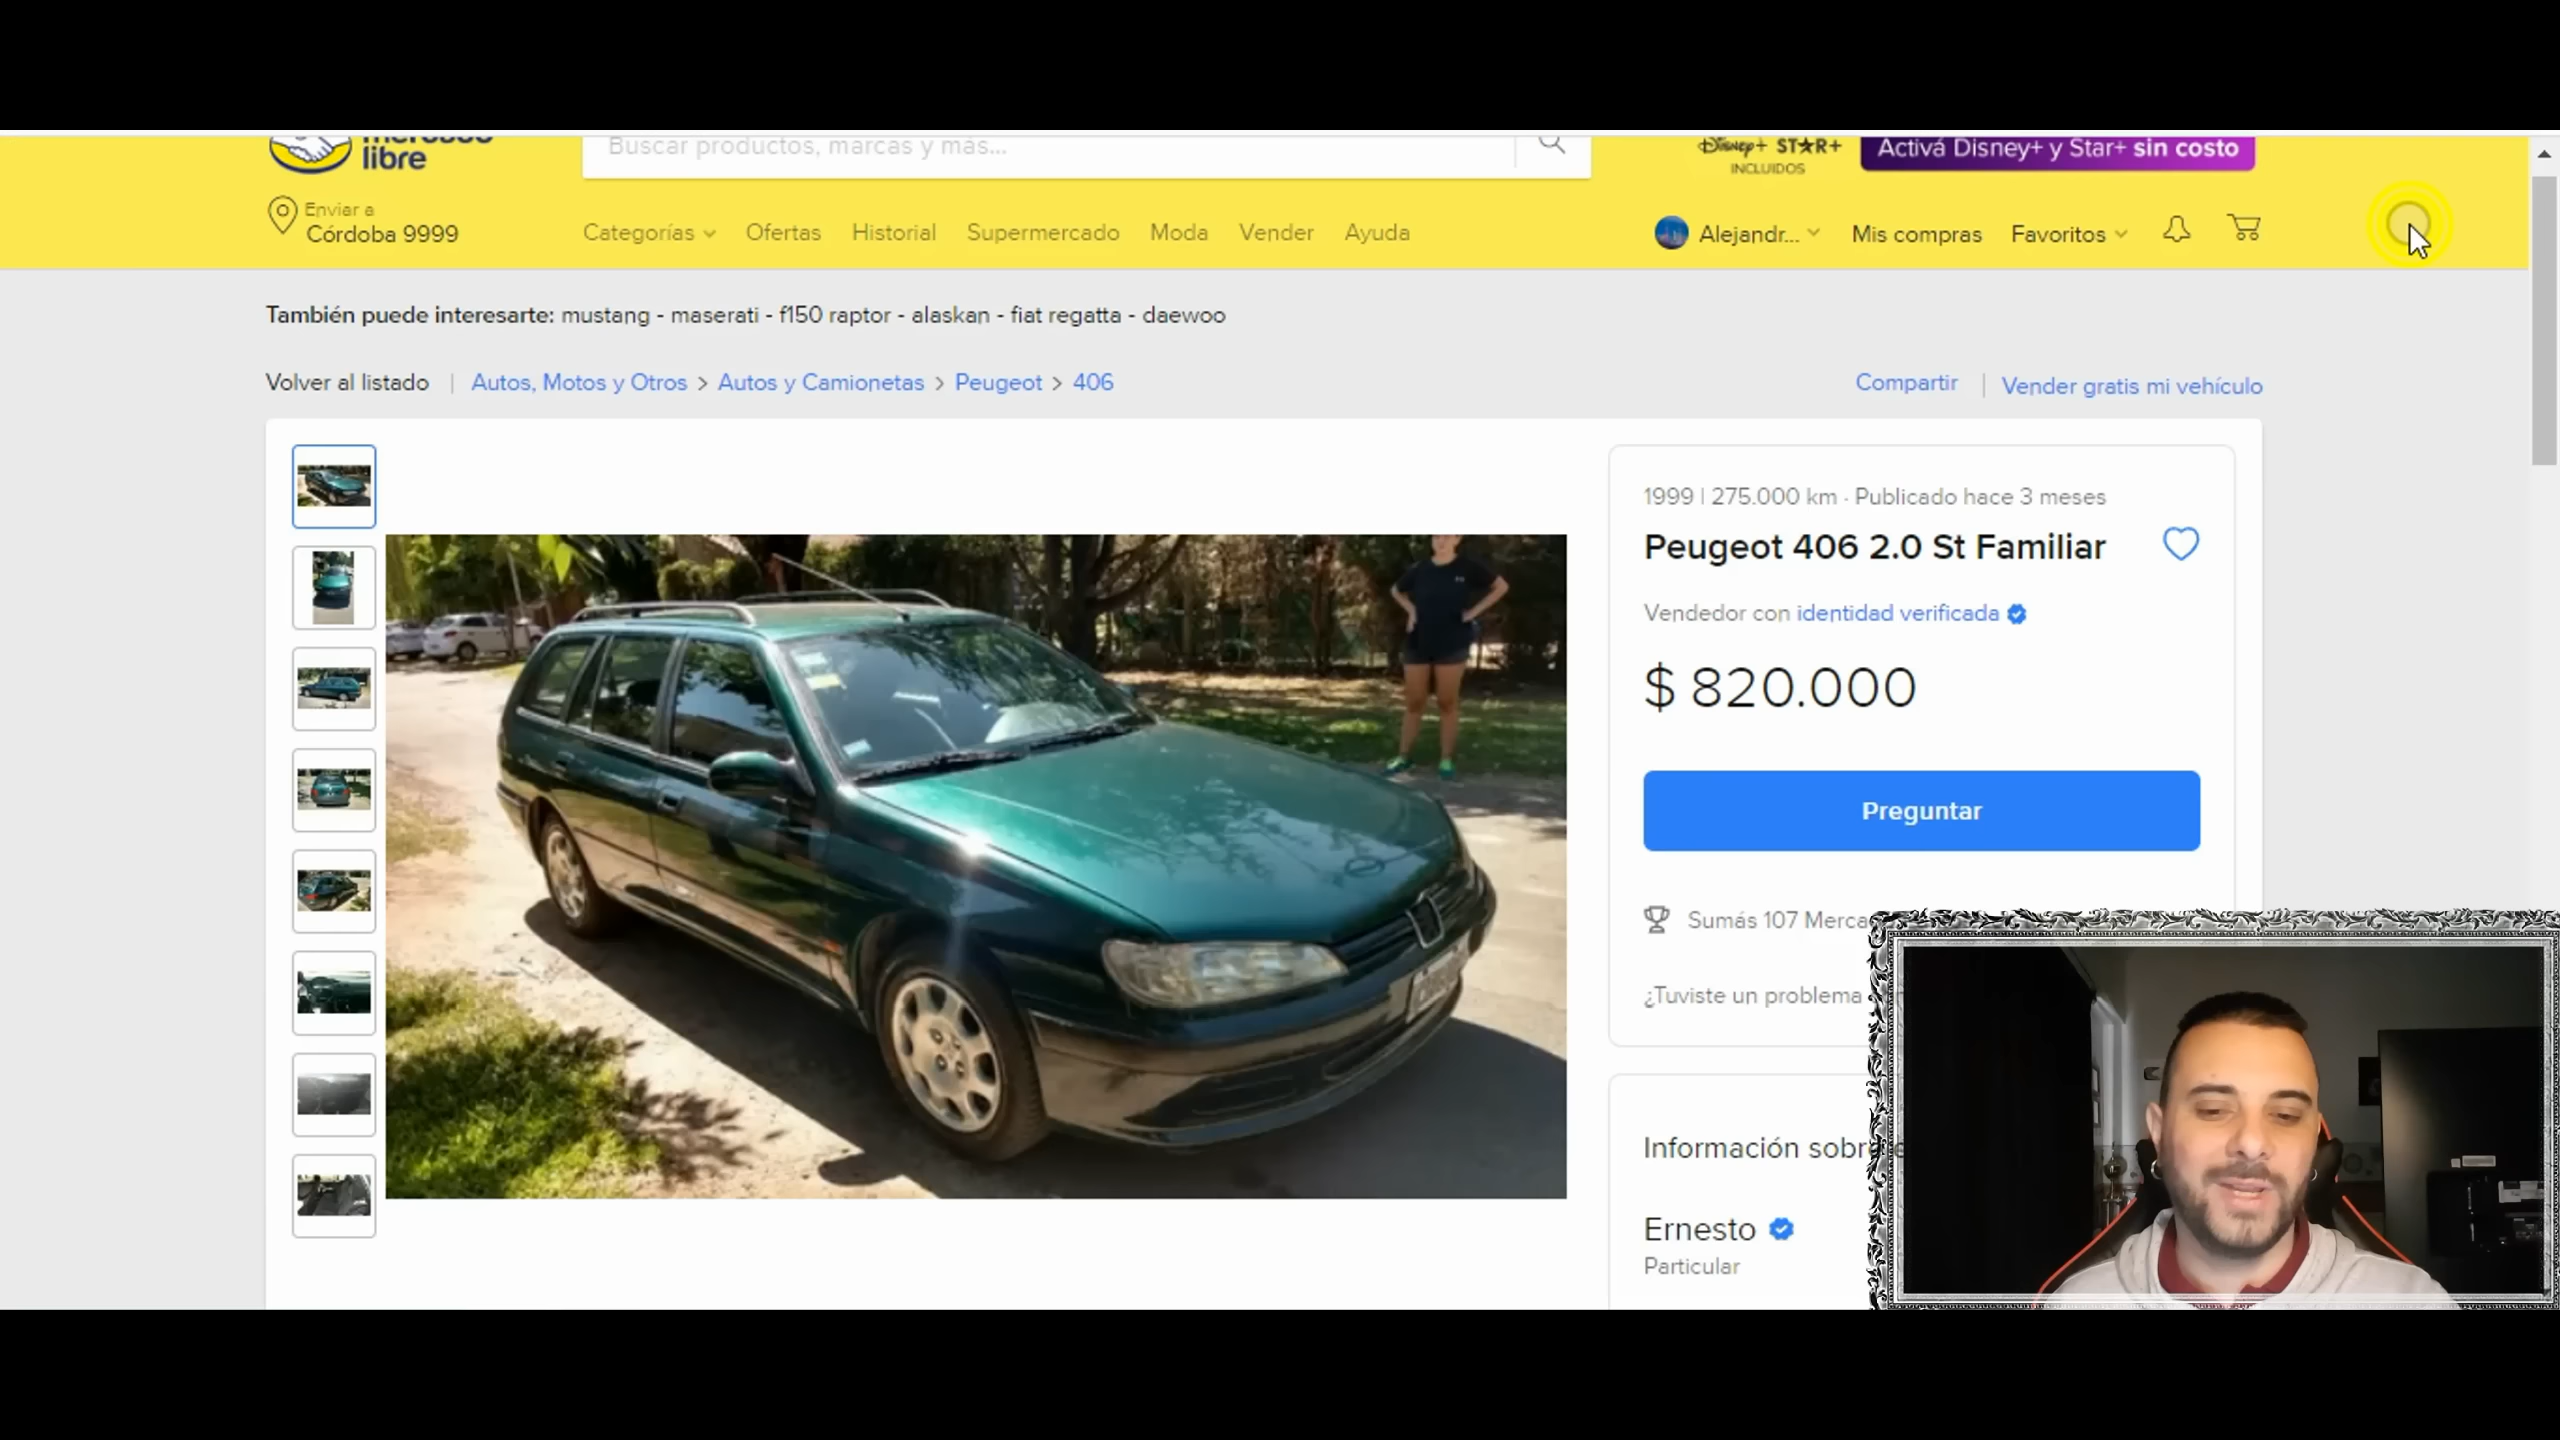 libre
Buscar productos, marcas y más...
Disney+ STAR+
INCLUIDOS
Activá Disney+ y Star+ sin costo
Enviar a
Córdoba 9999
Categorías Ofertas Historial Supermercado Moda Vender Ayuda
Alejandr... Mis compras Favoritos
También puede interesarte: mustang - maserati - f150 raptor - alaskan - fiat regatta - daewoo
Volver al listado | Autos, Motos y Otros > Autos y Camionetas > Peugeot > 406
Compartir | Vender gratis mi vehículo
1999 | 275.000 km · Publicado hace 3 meses
Peugeot 406 2.0 St Familiar
Vendedor con identidad verificada
$ 820.000
Preguntar
Sumás 107 Merca
¿Tuviste un problema
Información sobre
Ernesto
Particular